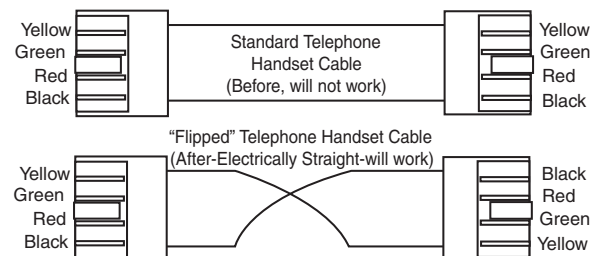 Yellow
Green
Red
Black
Standard Telephone
Handset Cable
(Before, will not work)
Yellow
Green
Red
Black
“Flipped” Telephone Handset Cable
(After-Electrically Straight-will work)
Yellow
Green
Red
Black
Black
Red
Green
Yellow